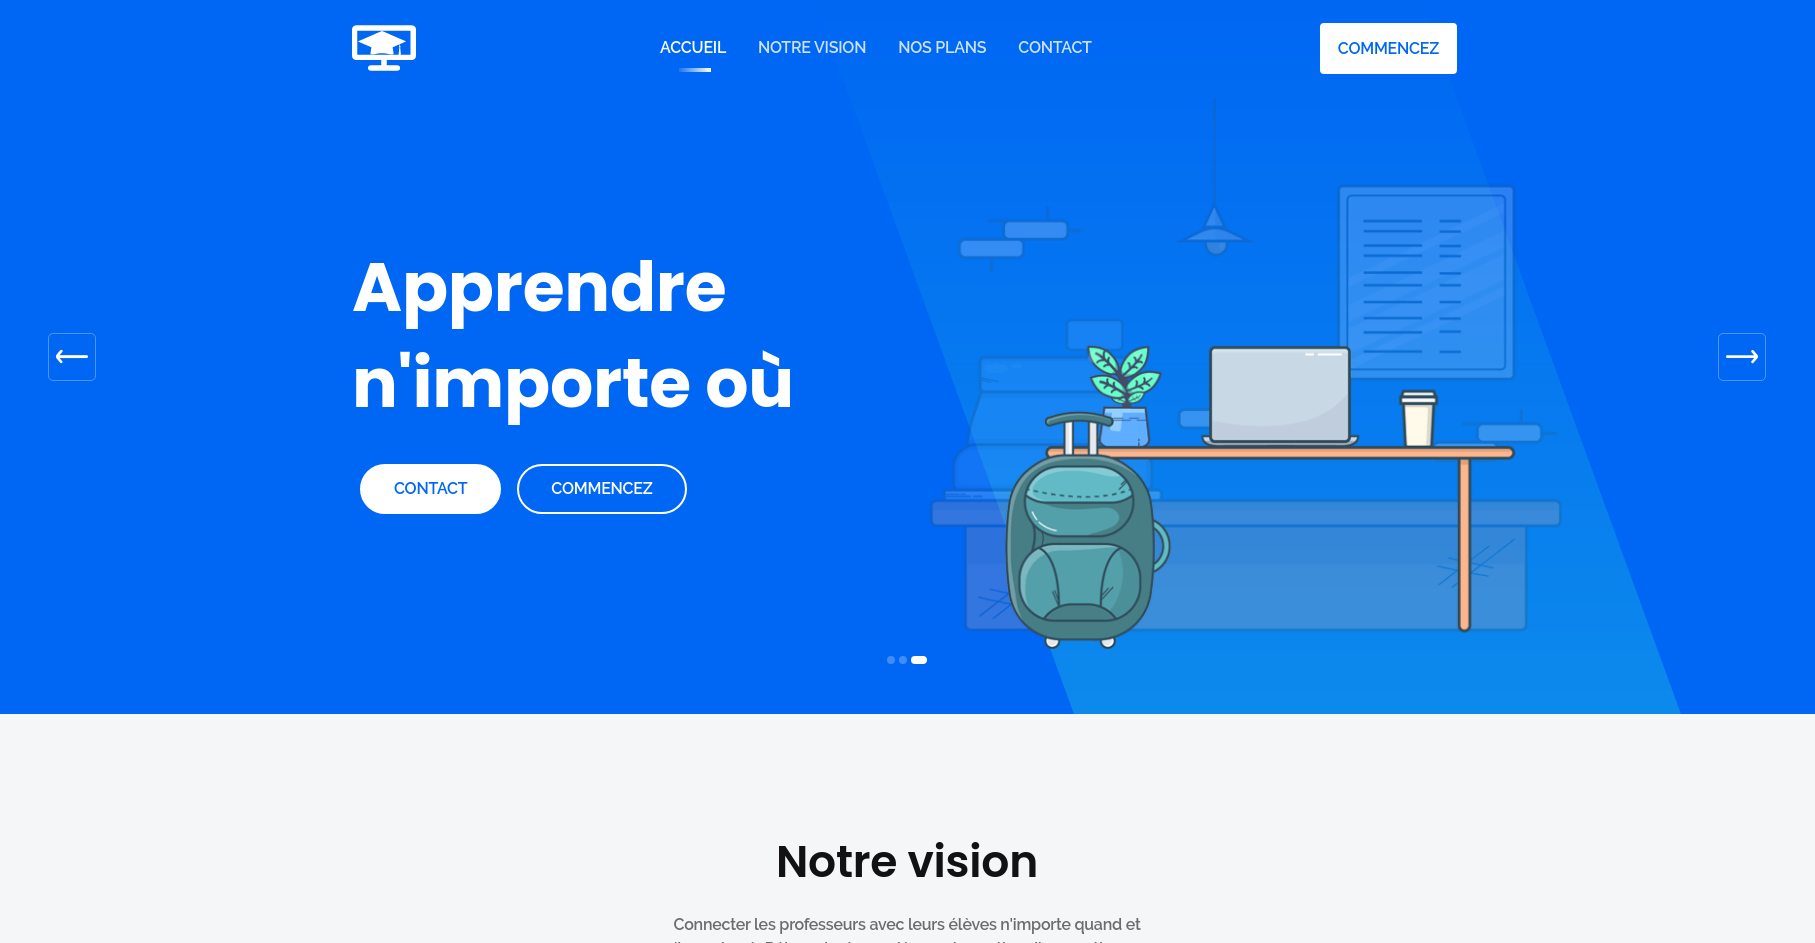 ACCUEIL NOTRE VISION NOS PLANS CONTACT COMMENCEZ
Apprendre
n'importe où
CONTACT COMMENCEZ
Notre vision
Connecter les professeurs avec leurs élèves n'importe quand et